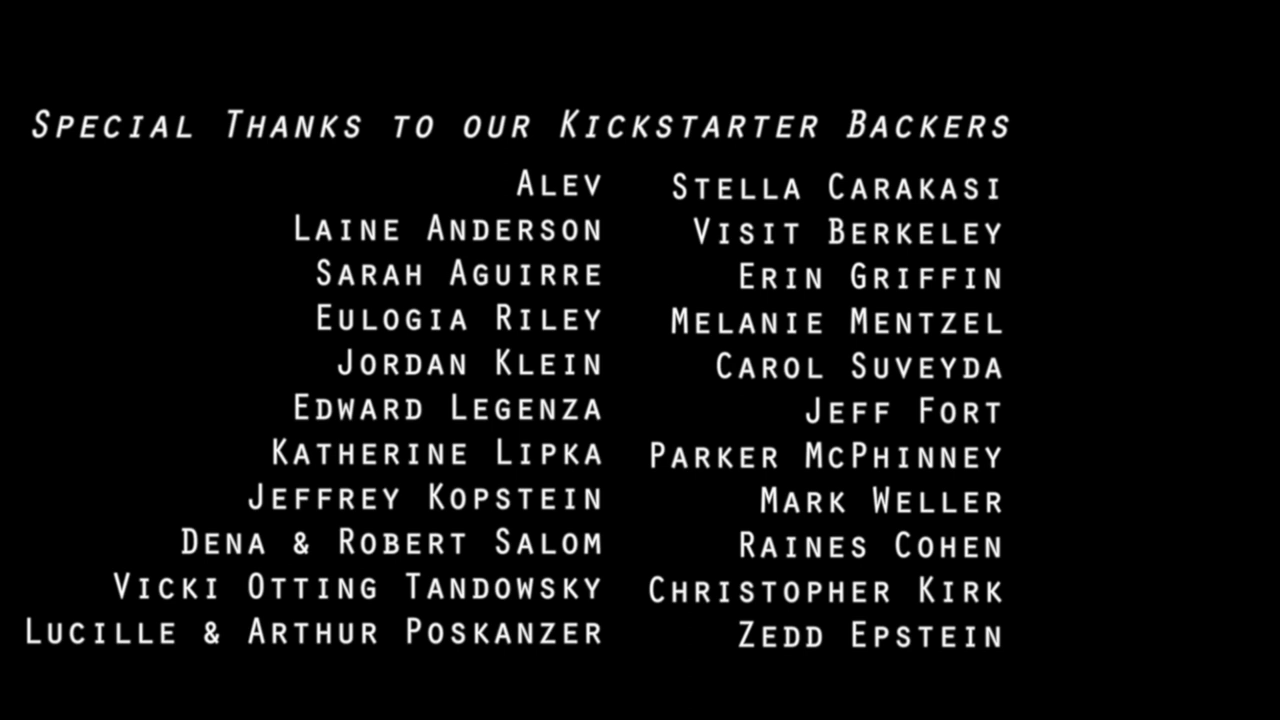 Special Thanks to our Kickstarter Backers
Alev
Laine Anderson
Sarah Aguirre
Eulogia Riley
Jordan Klein
Edward Legenza
Katherine Lipka
Jeffrey Kopstein
Dena & Robert Salom
Vicki Otting Tandowsky
Lucille & Arthur Poskanzer
Stella Carakasi
Visit Berkeley
Erin Griffin
Melanie Mentzel
Carol Suveyda
Jeff Fort
Parker McPhinney
Mark Weller
Raines Cohen
Christopher Kirk
Zedd Epstein